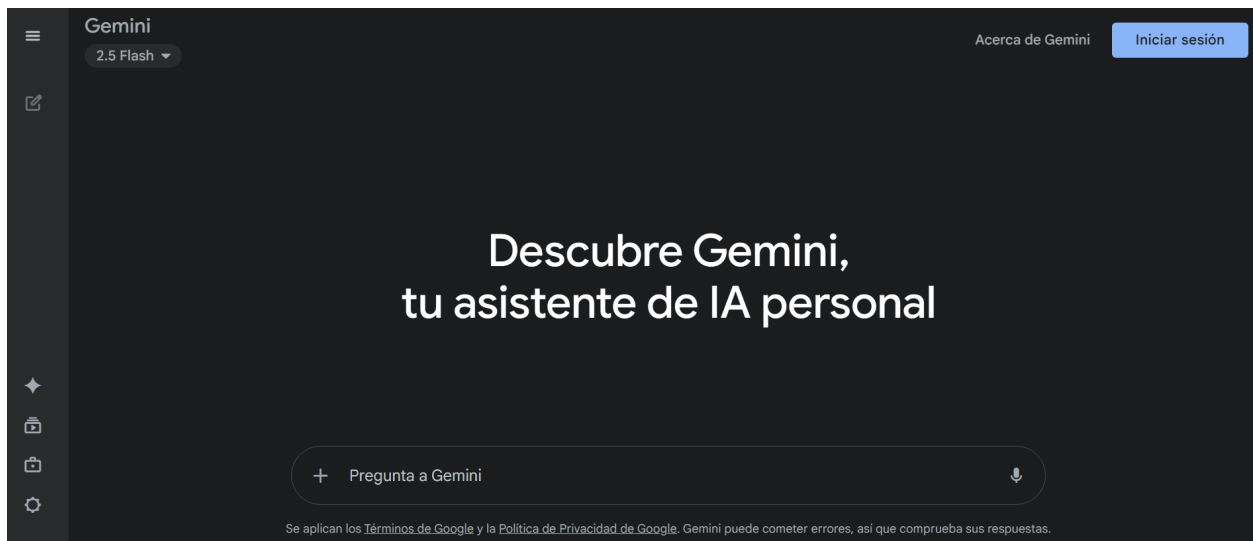 Gemini
2.5 Flash
Acerca de Gemini
Iniciar sesión
Descubre Gemini,
tu asistente de IA personal
Pregunta a Gemini
Se aplican los Términos de Google y la Política de Privacidad de Google. Gemini puede cometer errores, así que comprueba sus respuestas.